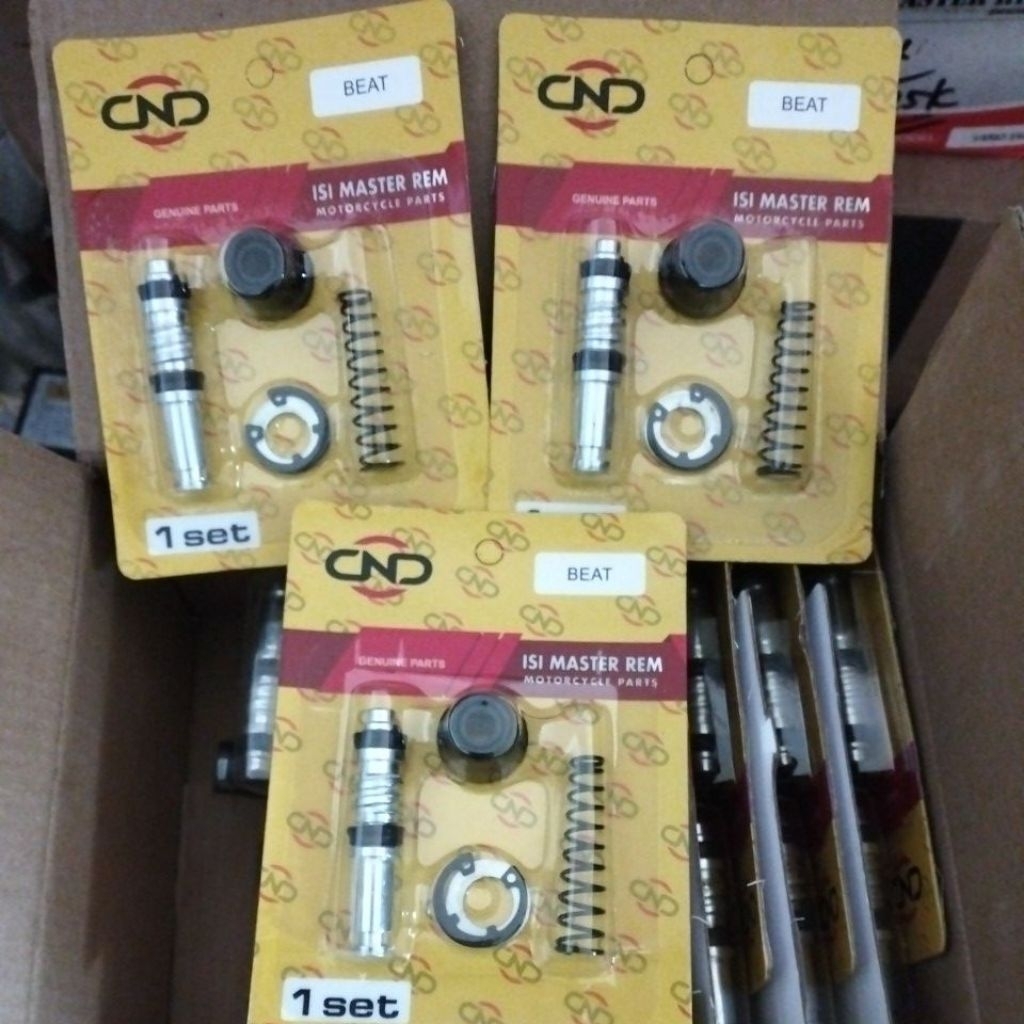 CND
BEAT
GENUINE PARTS
ISI MASTER REM
MOTORCYCLE PARTS
1 set
CND
BEAT
GENUINE PARTS
ISI MASTER REM
MOTORCYCLE PARTS
CND
BEAT
GENUINE PARTS
ISI MASTER REM
MOTORCYCLE PARTS
1 set